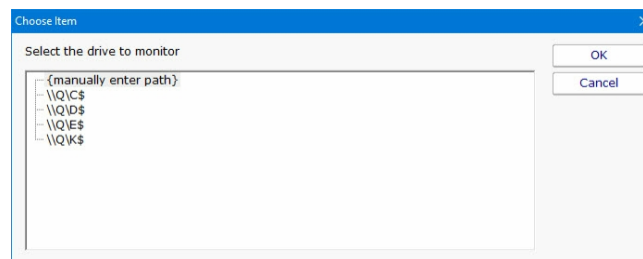 Choose Item
Select the drive to monitor
OK
Cancel
{manually enter path}
\\Q\C$
\\Q\D$
\\Q\E$
\\Q\K$